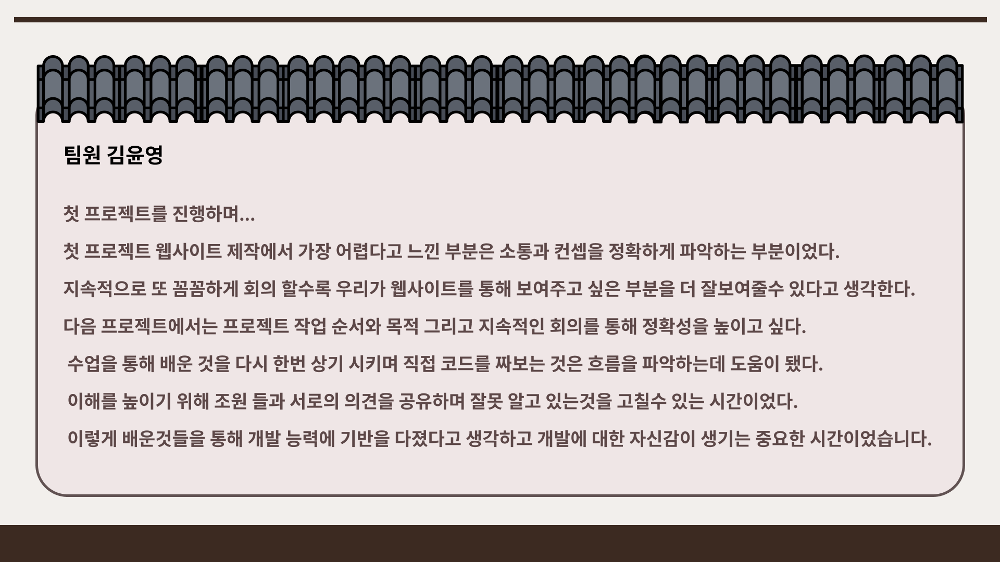 팀원 김윤영
첫 프로젝트를 진행하며...
첫 프로젝트 웹사이트 제작에서 가장 어렵다고 느낀 부분은 소통과 컨셉을 정확하게 파악하는 부분이었다.
지속적으로 또 꼼꼼하게 회의 할수록 우리가 웹사이트를 통해 보여주고 싶은 부분을 더 잘보여줄수 있다고 생각한다.
다음 프로젝트에서는 프로젝트 작업 순서와 목적 그리고 지속적인 회의를 통해 정확성을 높이고 싶다.
수업을 통해 배운 것을 다시 한번 상기 시키며 직접 코드를 짜보는 것은 흐름을 파악하는데 도움이 됐다.
이해를 높이기 위해 조원 들과 서로의 의견을 공유하며 잘못 알고 있는것을 고칠수 있는 시간이었다.
이렇게 배운것들을 통해 개발 능력에 기반을 다졌다고 생각하고 개발에 대한 자신감이 생기는 중요한 시간이었습니다.